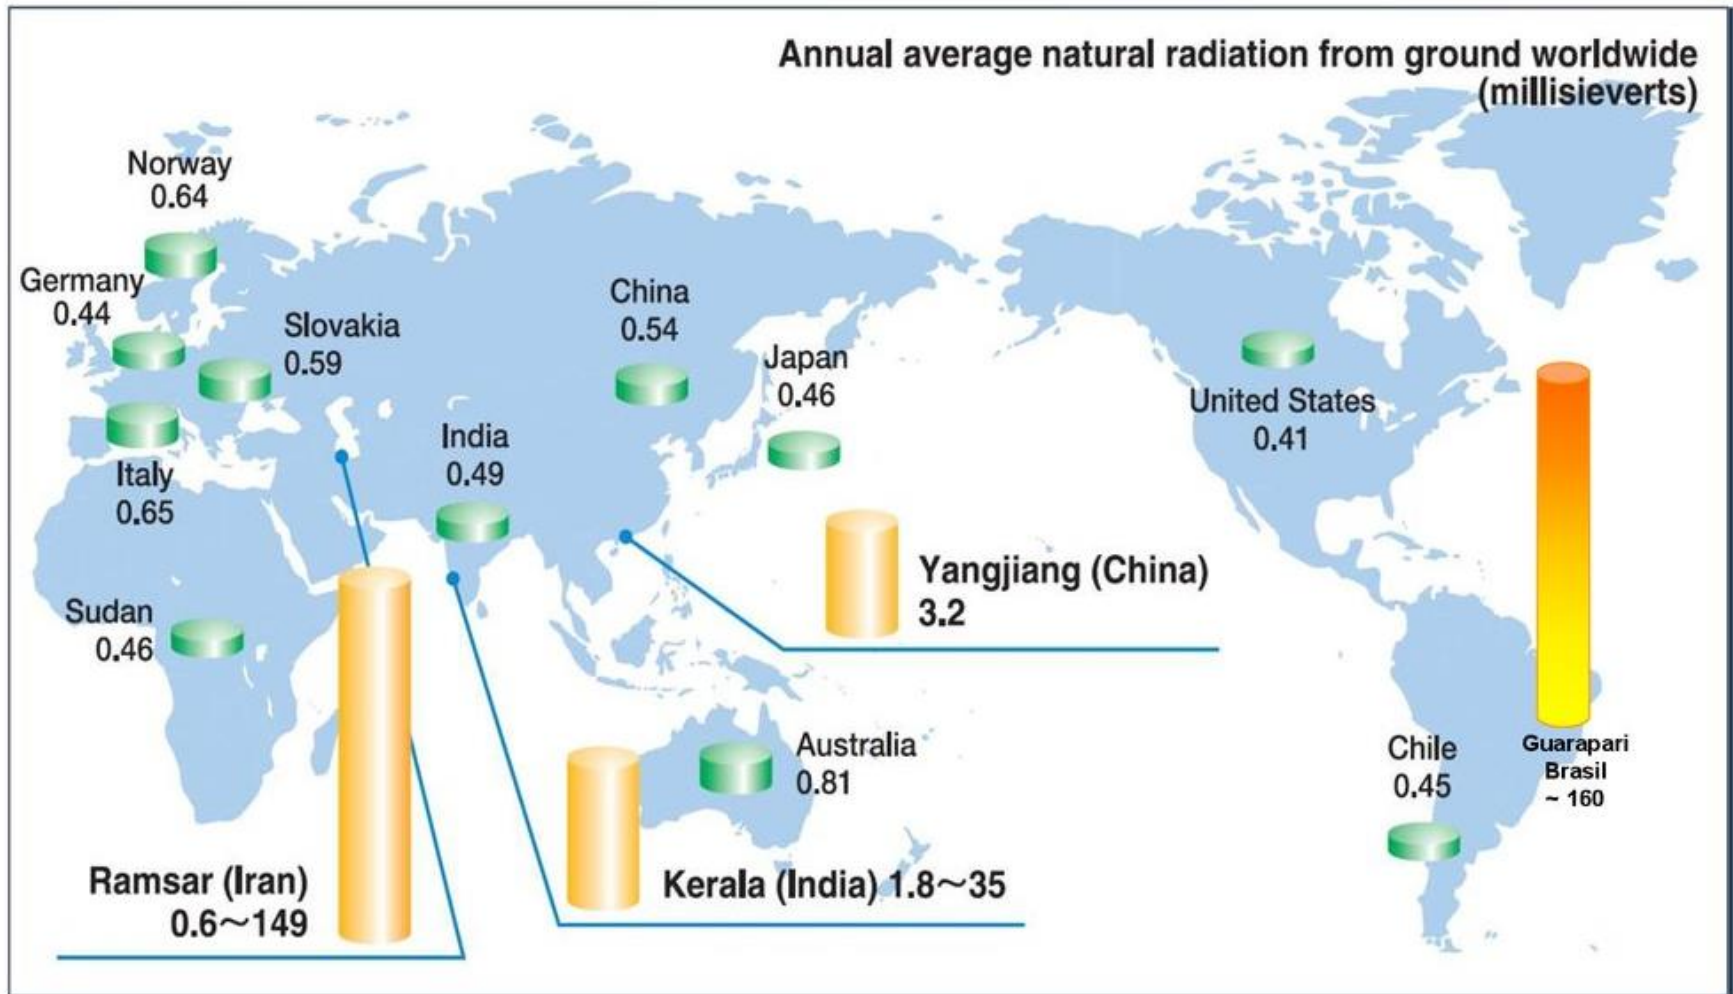 Annual average natural radiation from ground worldwide
(millisieverts)
Norway
0.64
Germany
0.44
Slovakia
0.59
China
0.54
Japan
0.46
United States
0.41
India
0.49
Italy
0.65
Yangjiang (China)
3.2
Sudan
0.46
Australia
0.81
Chile
0.45
Guarapari
Brasil
~ 160
Ramsar (Iran)
0.6~149
Kerala (India) 1.8~35